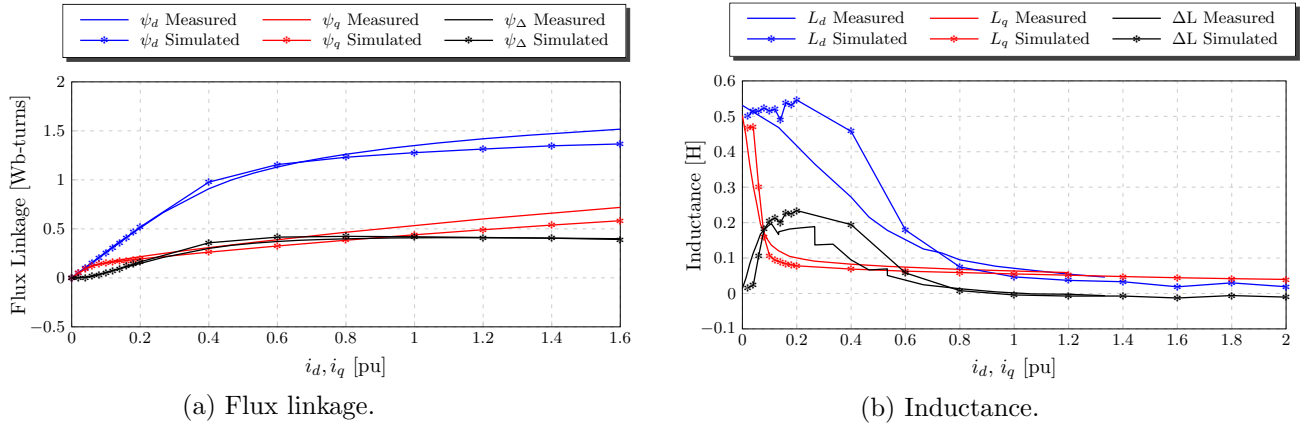 ψd Measured ψq Measured ψΔ Measured
ψd Simulated ψq Simulated ψΔ Simulated
2
1.5
1
0.5
0
−0.5
Flux Linkage [Wb-turns]
0 0.2 0.4 0.6 0.8 1 1.2 1.4 1.6
id, iq [pu]
(a) Flux linkage.
Ld Measured Lq Measured ΔL Measured
Ld Simulated Lq Simulated ΔL Simulated
0.6
0.5
0.4
0.3
0.2
0.1
0
−0.1
Inductance [H]
0 0.2 0.4 0.6 0.8 1 1.2 1.4 1.6 1.8 2
id, iq [pu]
(b) Inductance.